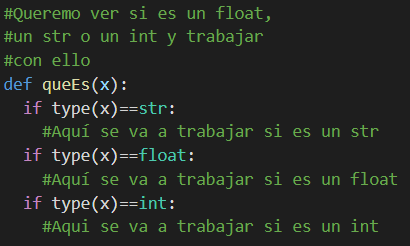 #Queremo ver si es un float,
#un str o un int y trabajar
#con ello
def queEs(x):
  if type(x)==str:
    #Aquí se va a trabajar si es un str
  if type(x)==float:
    #Aquí se va a trabajar si es un float
  if type(x)==int:
    #Aqui se va a trabajar si es un int